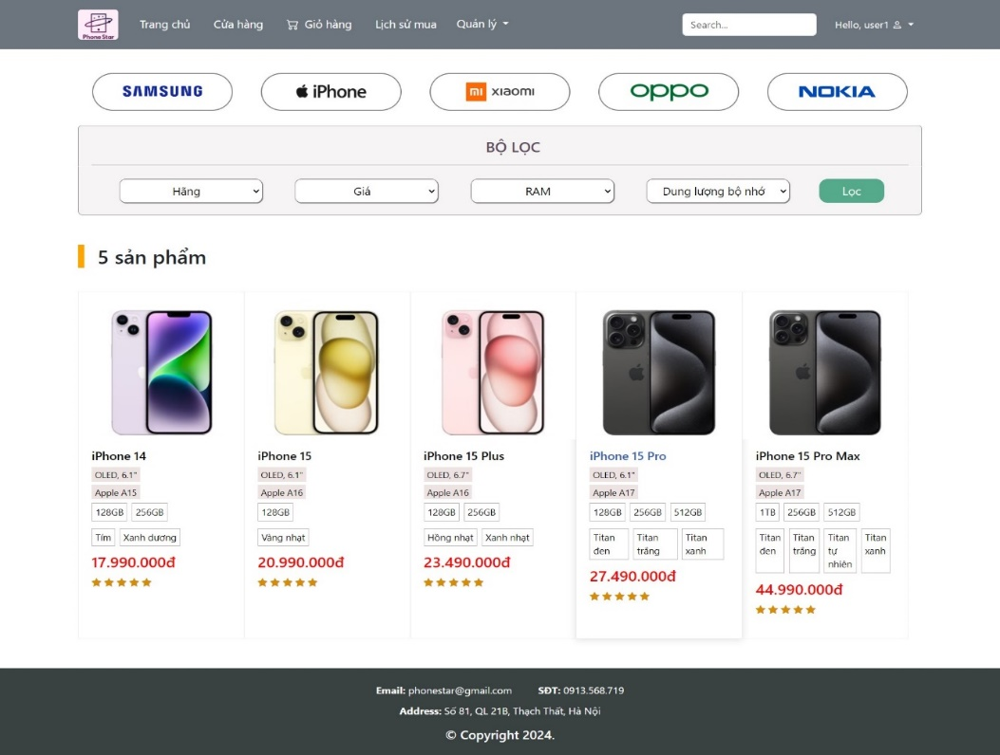 Phone Star
Trang chủ Cửa hàng Giỏ hàng Lịch sử mua Quản lý Search... Hello, user1
SAMSUNG iPhone mi xiaomi oppo NOKIA
BỘ LỌC
Hãng Giá RAM Dung lượng bộ nhớ Lọc
5 sản phẩm
iPhone 14
OLED, 6.1"
Apple A15
128GB 256GB
Tím Xanh dương
17.990.000đ
iPhone 15
OLED, 6.1"
Apple A16
128GB
Vàng nhạt
20.990.000đ
iPhone 15 Plus
OLED, 6.7"
Apple A16
128GB 256GB
Hồng nhạt Xanh nhạt
23.490.000đ
iPhone 15 Pro
OLED, 6.1"
Apple A17
128GB 256GB 512GB
Titan đen Titan trắng Titan xanh
27.490.000đ
iPhone 15 Pro Max
OLED, 6.7"
Apple A17
1TB 256GB 512GB
Titan đen Titan trắng Titan tự nhiên Titan xanh
44.990.000đ
Email: phonestar@gmail.com SĐT: 0913.568.719
Address: Số 81, QL 21B, Thạch Thất, Hà Nội
© Copyright 2024.